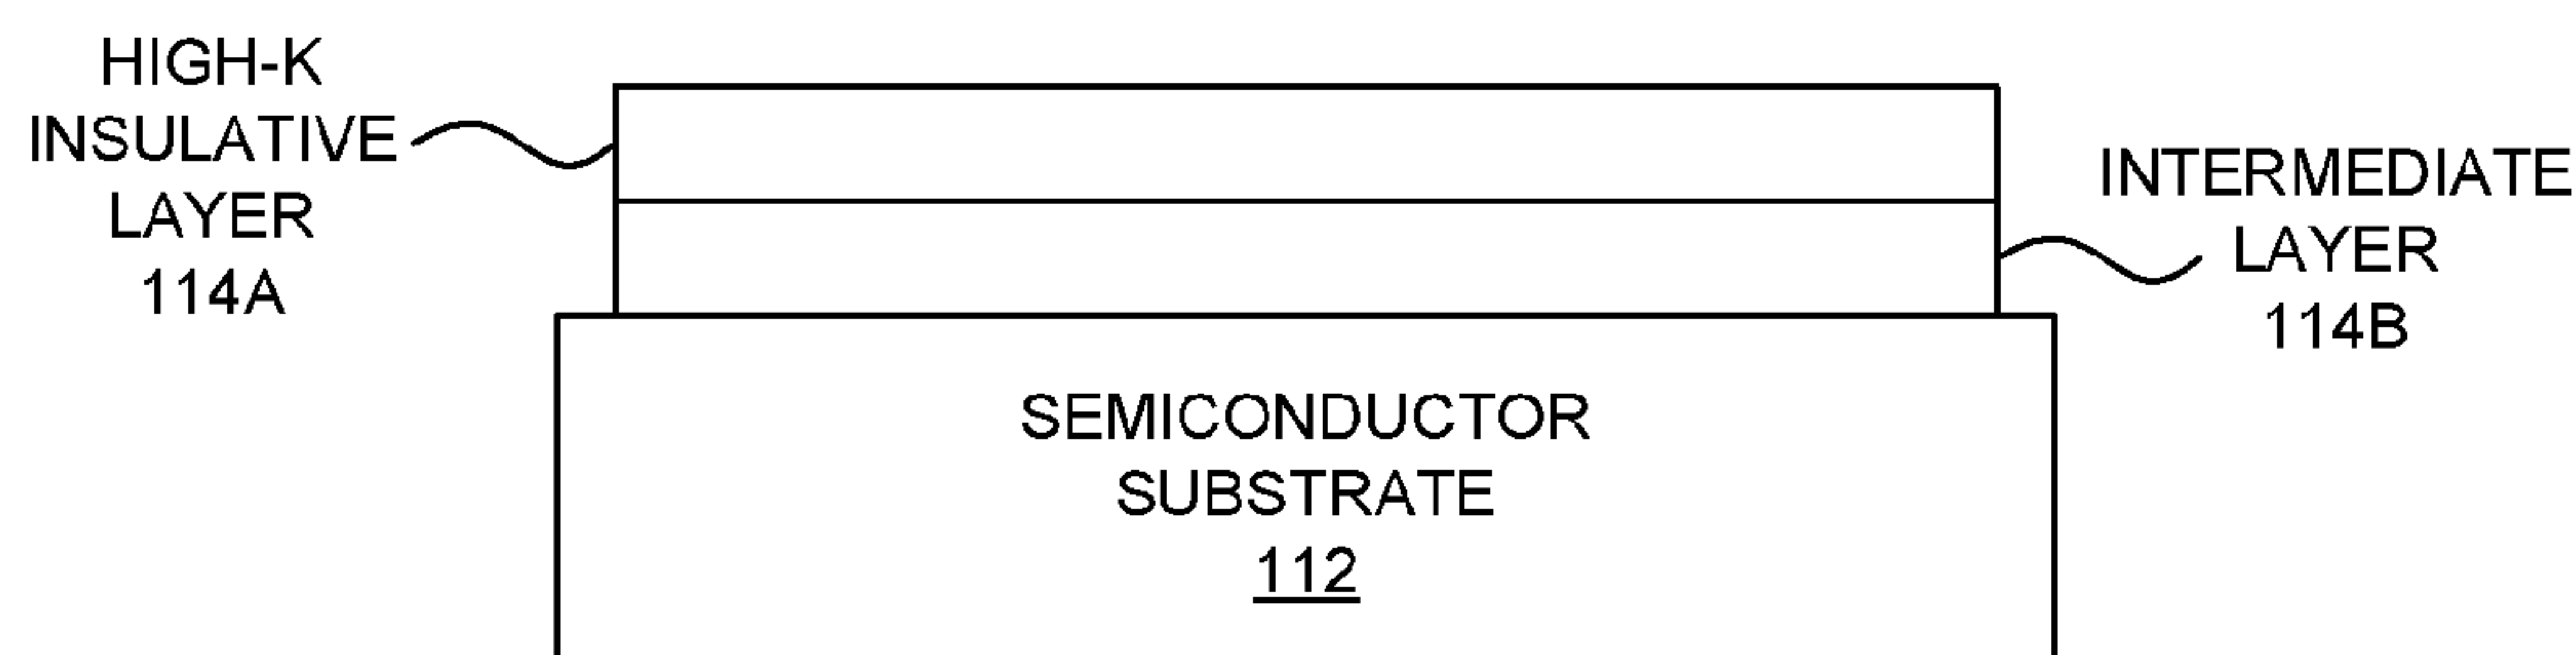 HIGH-K
INSULATIVE
LAYER
114A
INTERMEDIATE
LAYER
114B
SEMICONDUCTOR
SUBSTRATE
112